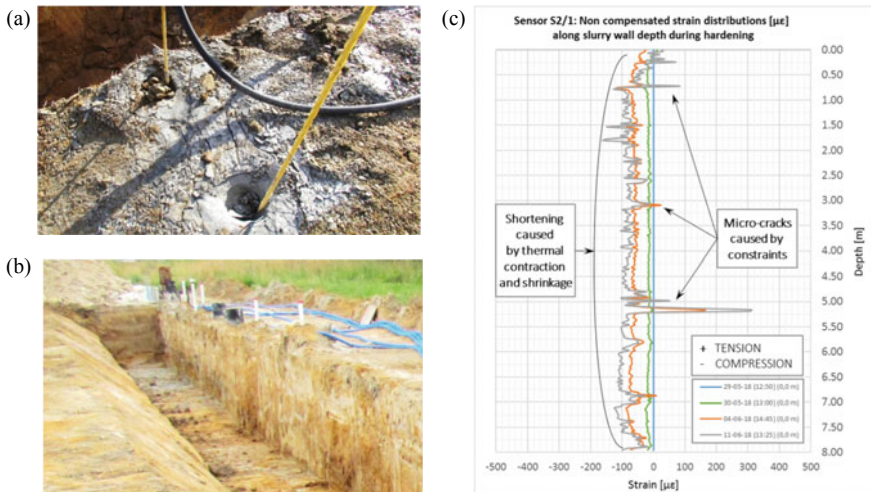 (a)
(b)
(c)
Sensor S2/1: Non compensated strain distributions [µε]
along slurry wall depth during hardening
0.00
0.50
1.00
1.50
2.00
2.50
3.00
3.50
4.00
4.50
5.00
5.50
6.00
6.50
7.00
7.50
8.00
Depth [m]
Shortening
caused
by thermal
contraction
and shrinkage
Micro-cracks
caused by
constraints
+ TENSION
- COMPRESSION
29-05-18 (12:50) (0,0 m)
30-05-18 (13:00) (0,0 m)
04-06-18 (14:45) (0,0 m)
11-06-18 (13:25) (0,0 m)
-500 -400 -300 -200 -100 0 100 200 300 400 500
Strain [µε]